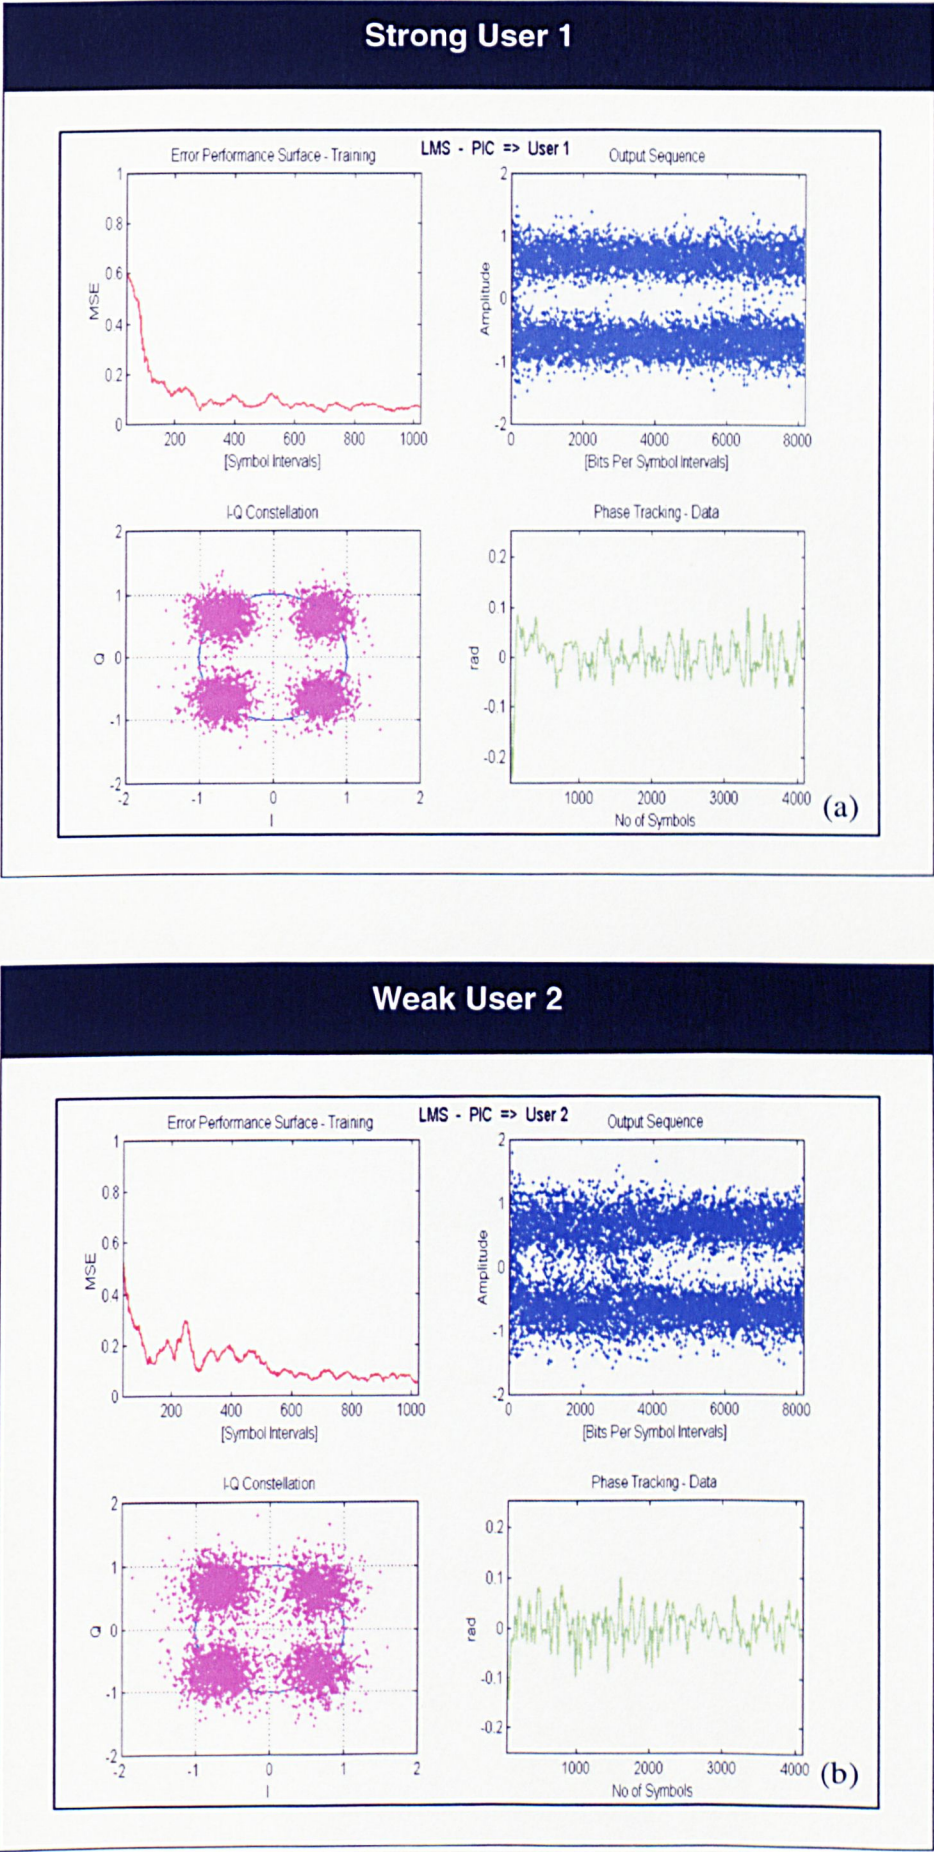 Strong User 1
LMS - PIC => User 1
Error Performance Surface - Training
1
0.8
0.6
0.4
0.2
0
MSE
200 400 600 800 1000
[Symbol Intervals]
Output Sequence
2
1
0
-1
-2
Amplitude
0 2000 4000 6000 8000
[Bits Per Symbol Intervals]
I-Q Constellation
2
1
0
-1
-2
Q
-2 -1 0 1 2
I
Phase Tracking - Data
0.2
0.1
0
-0.1
-0.2
rad
1000 2000 3000 4000
No of Symbols
(a)
Weak User 2
LMS - PIC => User 2
Error Performance Surface - Training
1
0.8
0.6
0.4
0.2
0
MSE
200 400 600 800 1000
[Symbol Intervals]
Output Sequence
2
1
0
-1
-2
Amplitude
0 2000 4000 6000 8000
[Bits Per Symbol Intervals]
I-Q Constellation
2
1
0
-1
-2
Q
-2 -1 0 1 2
I
Phase Tracking - Data
0.2
0.1
0
-0.1
-0.2
rad
1000 2000 3000 4000
No of Symbols
(b)